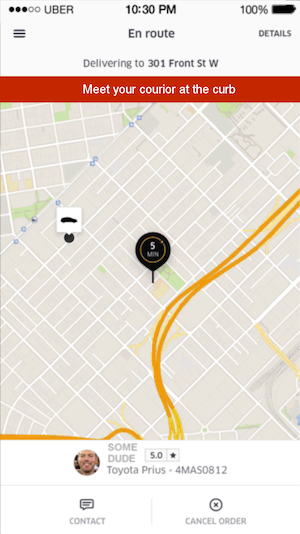 UBER 10:30 PM 100%
En route DETAILS
Delivering to 301 Front St W
Meet your courior at the curb
5
MIN
SOME
DUDE 5.0 ★
Toyota Prius - 4MAS0812
CONTACT CANCEL ORDER